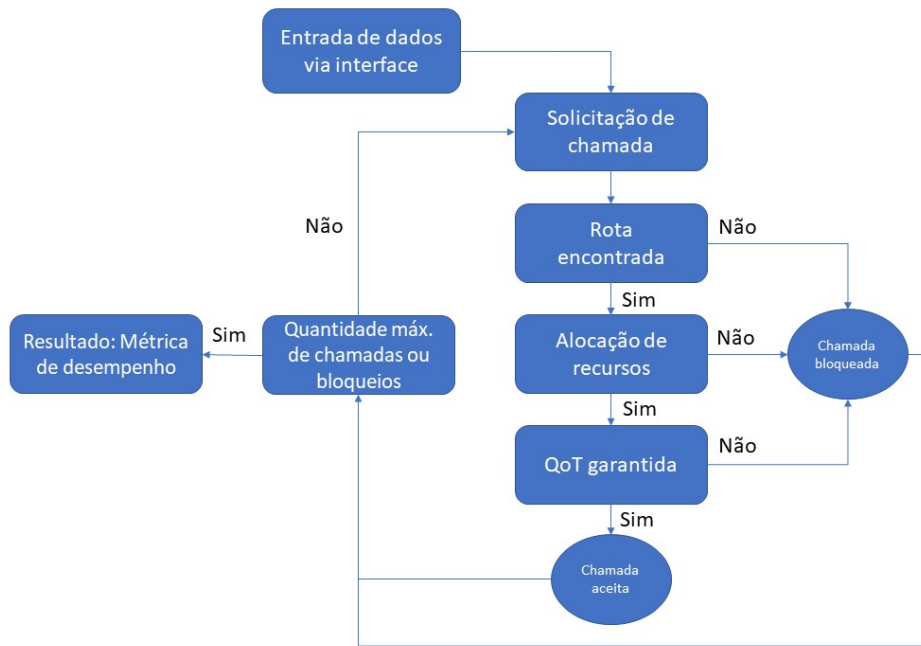 Entrada de dados
via interface
Solicitação de
chamada
Não
Rota
encontrada
Não
Sim
Resultado: Métrica
de desempenho
Sim
Quantidade máx.
de chamadas ou
bloqueios
Alocação de
recursos
Não
Chamada
bloqueada
Sim
QoT garantida
Não
Sim
Chamada
aceita